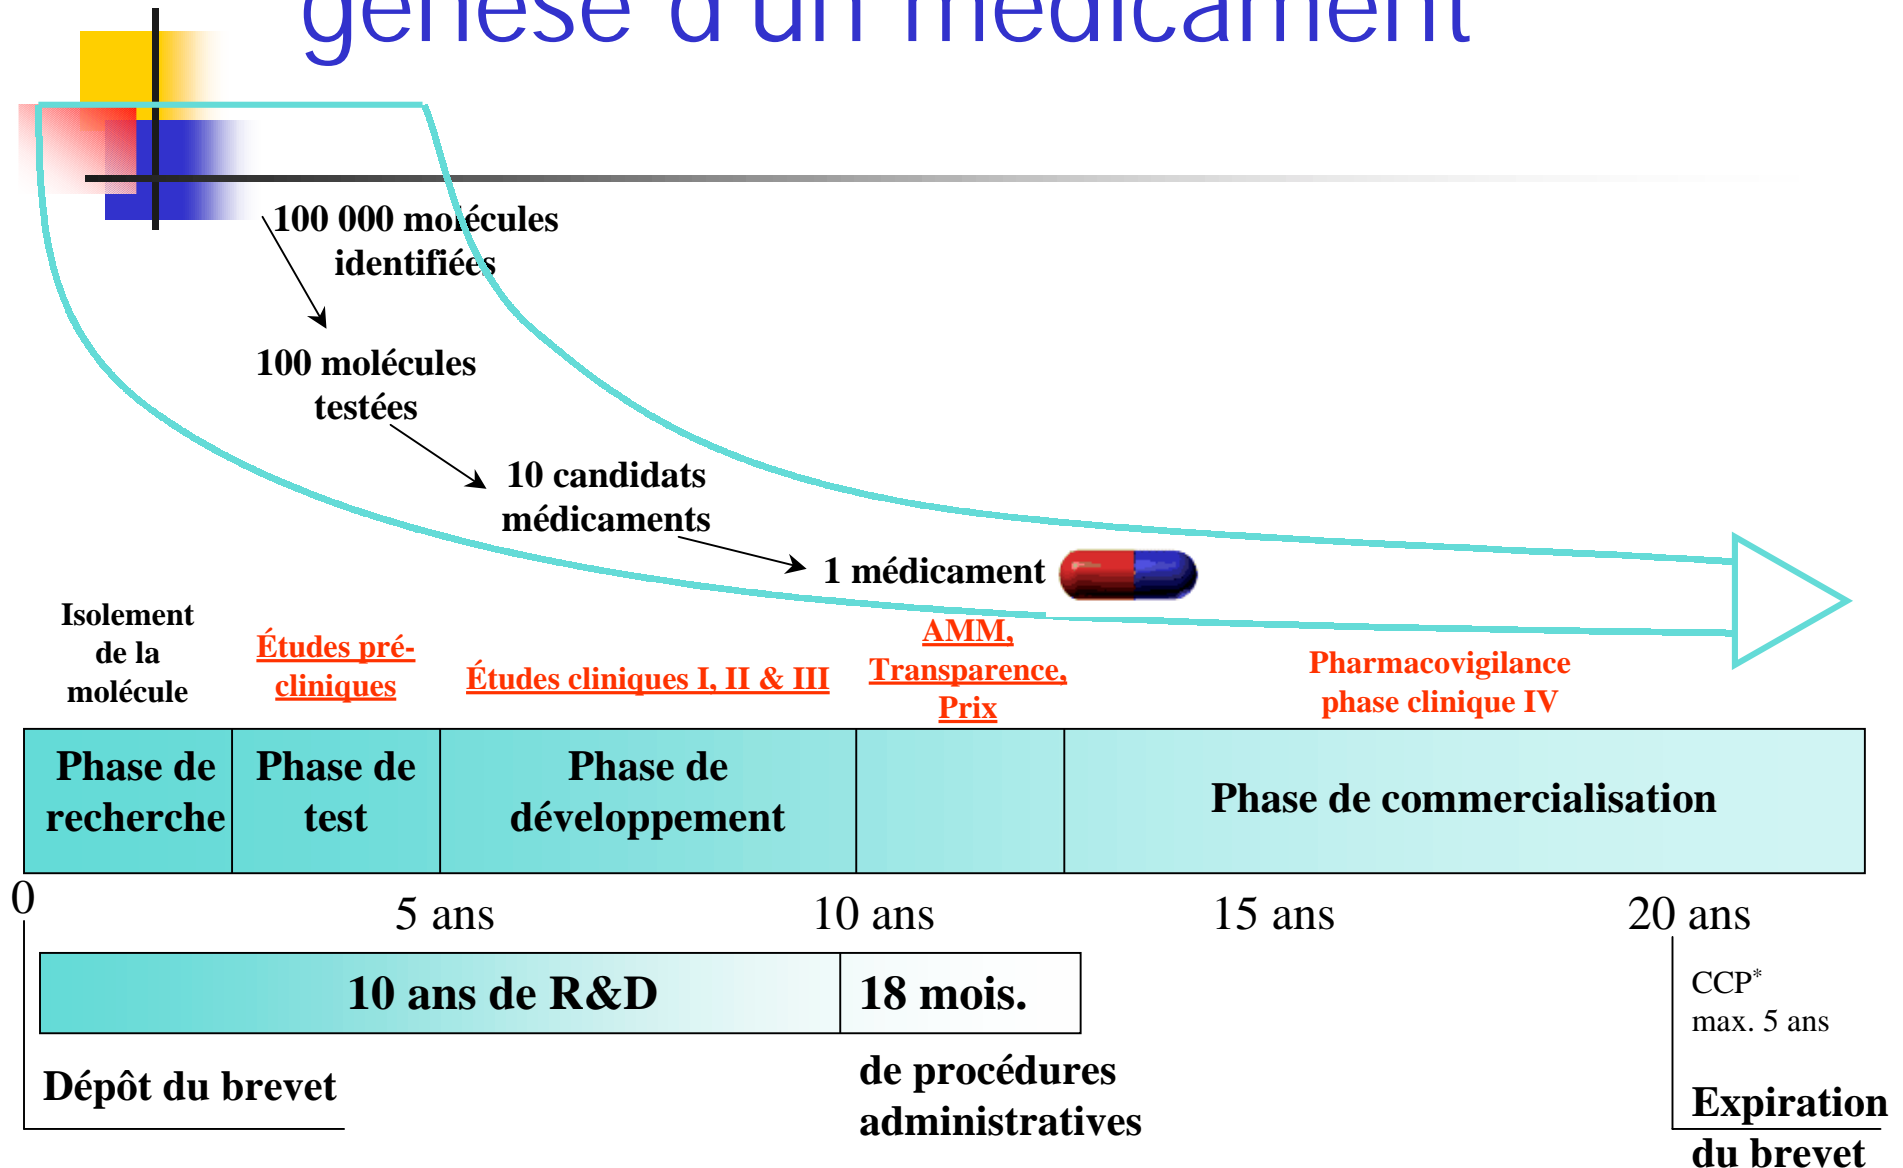 genèse d'un médicament
100 000 molécules
identifiées
100 molécules
testées
10 candidats
médicaments
1 médicament
Isolement
de la
molécule
Études pré-
cliniques
Études cliniques I, II & III
AMM,
Transparence,
Prix
Pharmacovigilance
phase clinique IV
Phase de
recherche
Phase de
test
Phase de
développement
Phase de commercialisation
0
5 ans
10 ans
15 ans
20 ans
10 ans de R&D
18 mois.
de procédures
administratives
Dépôt du brevet
CCP*
max. 5 ans
Expiration
du brevet